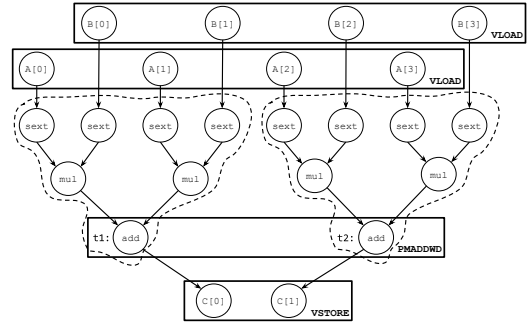 B[0] B[1] B[2] B[3] VLOAD
A[0] A[1] A[2] A[3] VLOAD
sext sext sext sext sext sext sext sext
mul mul mul mul
t1: add t2: add PMADDWD
C[0] C[1] VSTORE